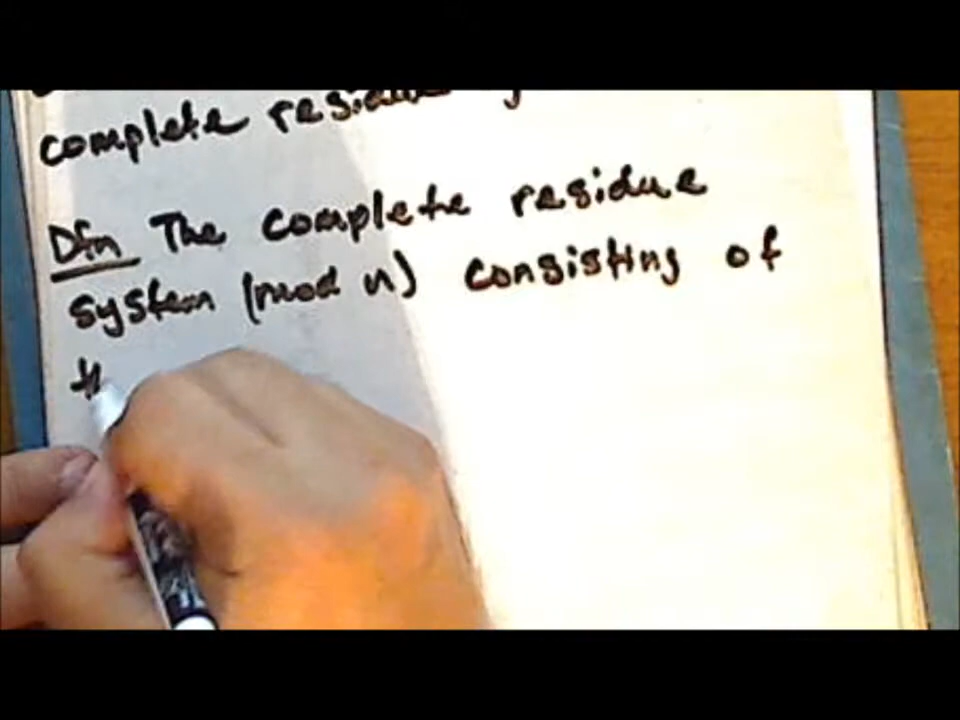 complete
Dfn The complete residue
system (mod n) consisting of